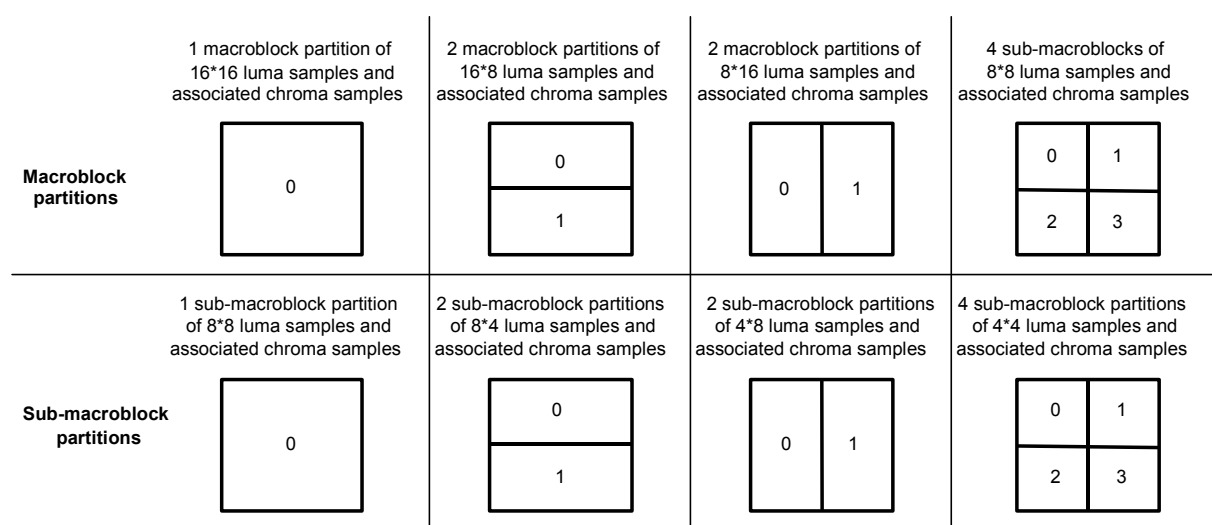 1 macroblock partition of
16*16 luma samples and
associated chroma samples
2 macroblock partitions of
16*8 luma samples and
associated chroma samples
2 macroblock partitions of
8*16 luma samples and
associated chroma samples
4 sub-macroblocks of
8*8 luma samples and
associated chroma samples
Macroblock
partitions
0
0
1
0 1
0 1
2 3
1 sub-macroblock partition
of 8*8 luma samples and
associated chroma samples
2 sub-macroblock partitions
of 8*4 luma samples and
associated chroma samples
2 sub-macroblock partitions
of 4*8 luma samples and
associated chroma samples
4 sub-macroblock partitions
of 4*4 luma samples and
associated chroma samples
Sub-macroblock
partitions
0
0
1
0 1
0 1
2 3